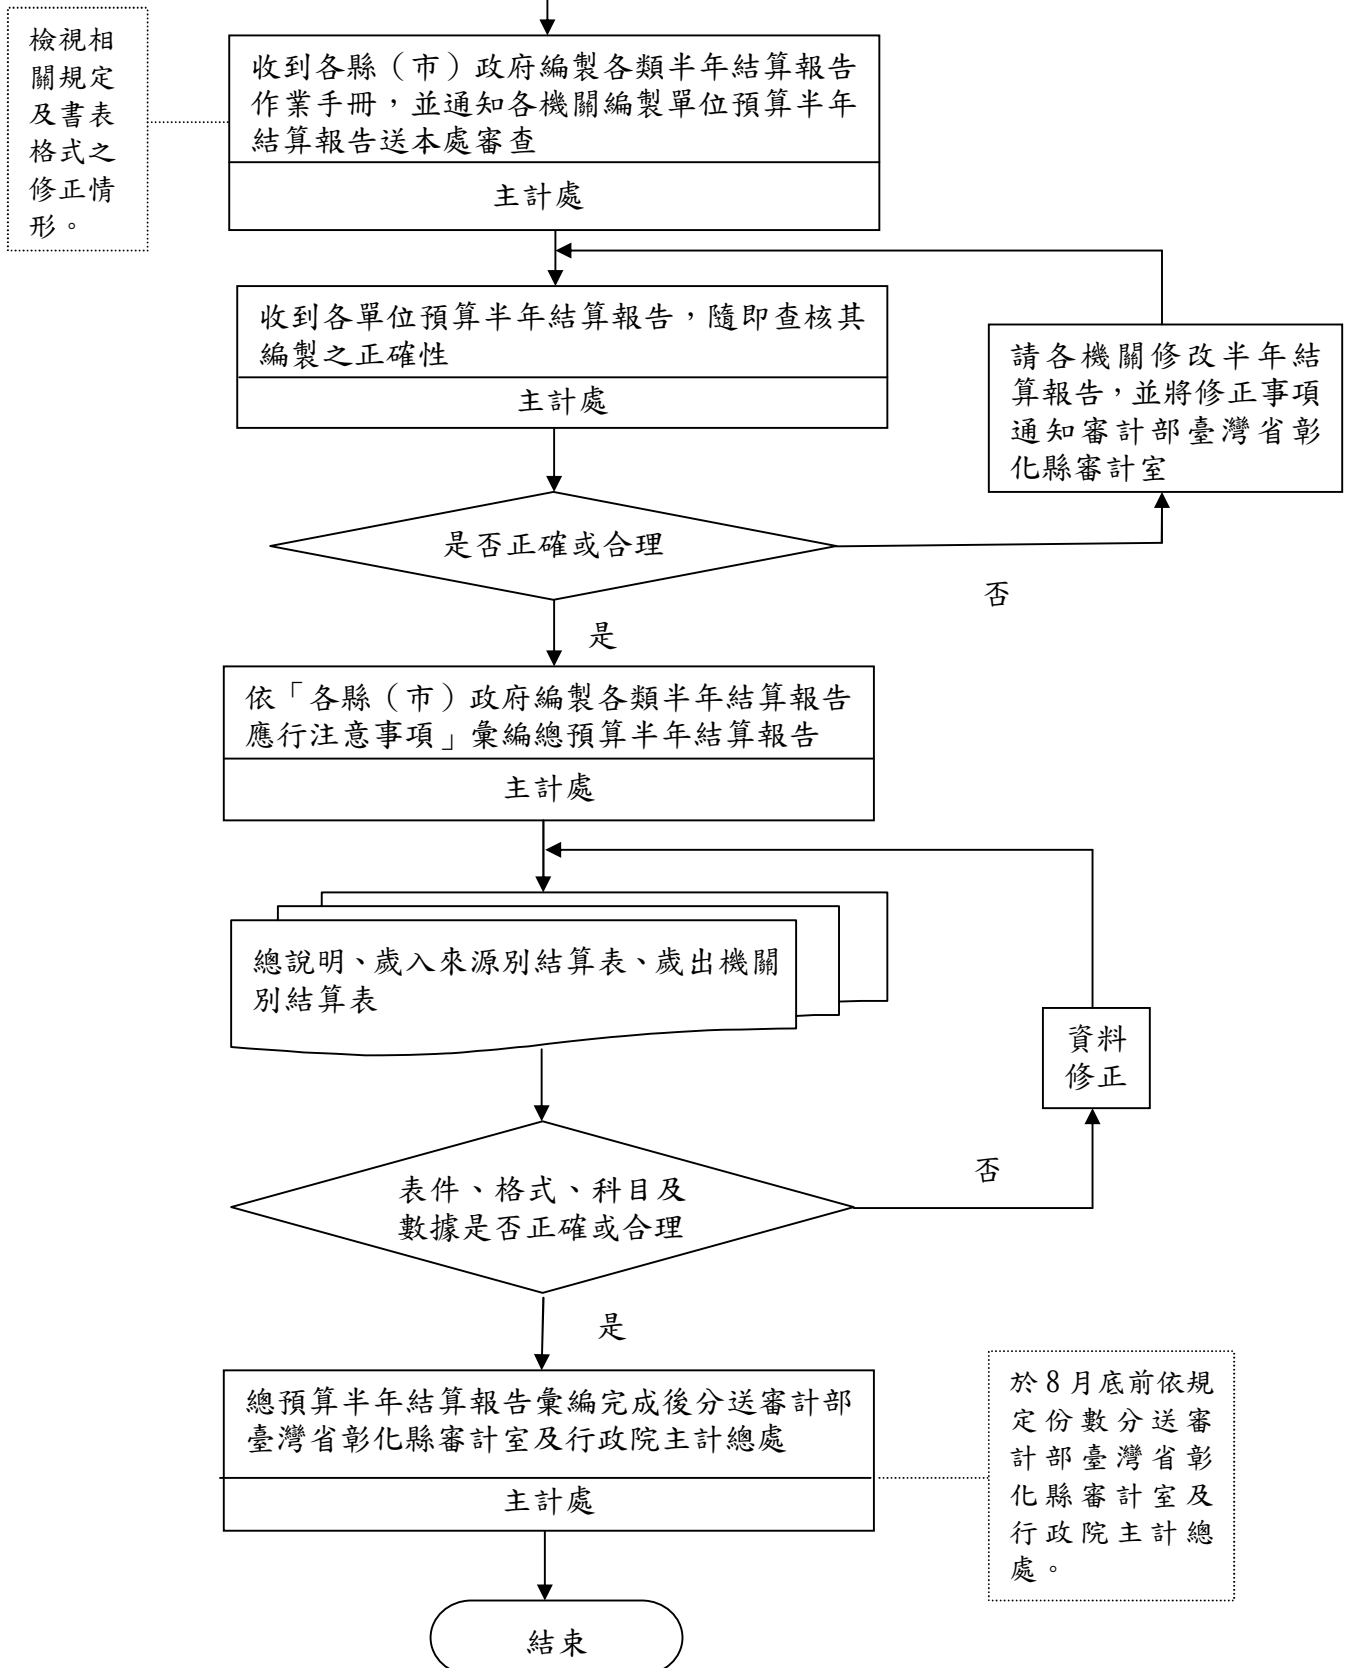 檢視相
關規定
及書表
格式之
修正情
形。
收到各縣（市）政府編製各類半年結算報告
作業手冊，並通知各機關編製單位預算半年
結算報告送本處審查
主計處
收到各單位預算半年結算報告，隨即查核其
編製之正確性
主計處
請各機關修改半年結
算報告，並將修正事項
通知審計部臺灣省彰
化縣審計室
是否正確或合理
否
是
依「各縣（市）政府編製各類半年結算報告
應行注意事項」彙編總預算半年結算報告
主計處
總說明、歲入來源別結算表、歲出機關
別結算表
資料
修正
表件、格式、科目及
數據是否正確或合理
否
是
總預算半年結算報告彙編完成後分送審計部
臺灣省彰化縣審計室及行政院主計總處
主計處
於8月底前依規
定份數分送審
計部臺灣省彰
化縣審計室及
行政院主計總
處。
結束